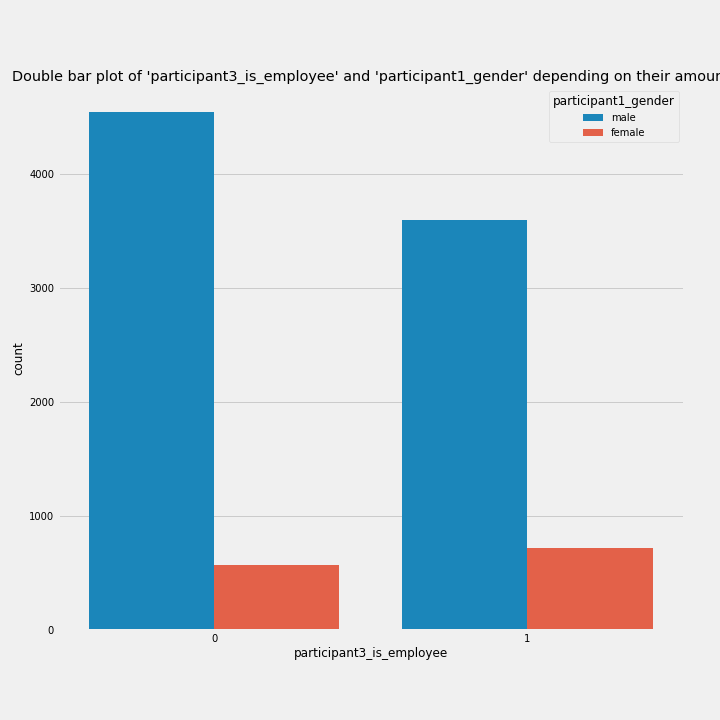 Double bar plot of 'participant3_is_employee' and 'participant1_gender' depending on their
participant1_gender
male
female
4000
3000
2000
1000
0
count
0
1
participant3_is_employee